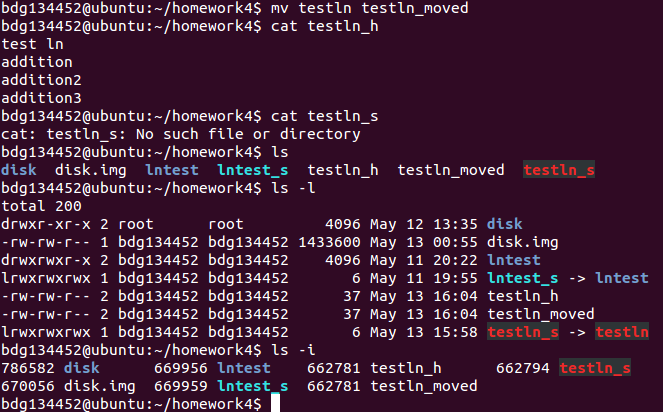 bdg134452@ubuntu:~/homework4$ mv testln testln_moved
bdg134452@ubuntu:~/homework4$ cat testln_h
test ln
addition
addition2
addition3
bdg134452@ubuntu:~/homework4$ cat testln_s
cat: testln_s: No such file or directory
bdg134452@ubuntu:~/homework4$ ls
disk  disk.img  lntest  lntest_s  testln_h  testln_moved  testln_s
bdg134452@ubuntu:~/homework4$ ls -l
total 200
drwxr-xr-x 2 root      root         4096 May 12 13:35 disk
-rw-rw-r-- 1 bdg134452 bdg134452 1433600 May 13 00:55 disk.img
drwxrwxr-x 2 bdg134452 bdg134452    4096 May 11 20:22 lntest
lrwxrwxrwx 1 bdg134452 bdg134452       6 May 11 19:55 lntest_s -> lntest
-rw-rw-r-- 2 bdg134452 bdg134452      37 May 13 16:04 testln_h
-rw-rw-r-- 2 bdg134452 bdg134452      37 May 13 16:04 testln_moved
lrwxrwxrwx 1 bdg134452 bdg134452       6 May 13 15:58 testln_s -> testln
bdg134452@ubuntu:~/homework4$ ls -i
786582 disk      669956 lntest    662781 testln_h      662794 testln_s
670056 disk.img  669959 lntest_s  662781 testln_moved
bdg134452@ubuntu:~/homework4$